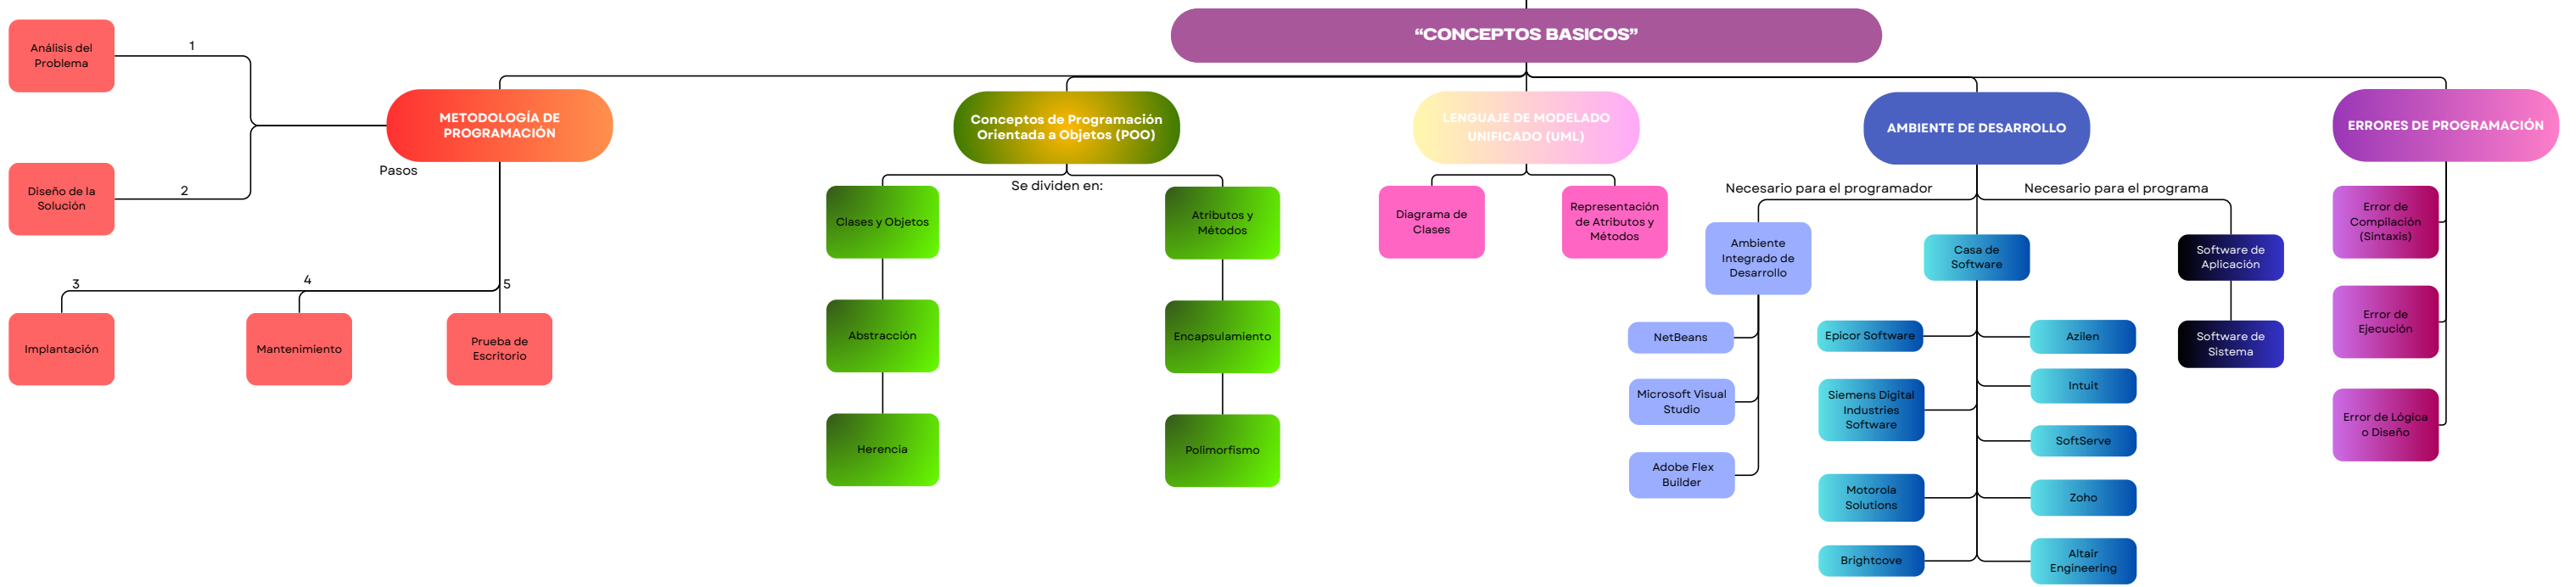 “CONCEPTOS BASICOS”
Análisis del
Problema
1
Diseño de la
Solución
2
METODOLOGÍA DE
PROGRAMACIÓN
Pasos
3
4
5
Implantación
Mantenimiento
Prueba de
Escritorio
Conceptos de Programación
Orientada a Objetos (POO)
Se dividen en:
Clases y Objetos
Abstracción
Herencia
Atributos y
Métodos
Encapsulamiento
Polimorfismo
LENGUAJE DE MODELADO
UNIFICADO (UML)
Diagrama de
Clases
Representación
de Atributos y
Métodos
AMBIENTE DE DESARROLLO
Necesario para el programador
Necesario para el programa
Ambiente
Integrado de
Desarrollo
NetBeans
Microsoft Visual
Studio
Adobe Flex
Builder
Casa de
Software
Epicor Software
Siemens Digital
Industries
Software
Motorola
Solutions
Brightcove
Azilen
Intuit
SoftServe
Zoho
Altair
Engineering
Software de
Aplicación
Software de
Sistema
ERRORES DE PROGRAMACIÓN
Error de
Compilación
(Sintaxis)
Error de
Ejecución
Error de Lógica
o Diseño